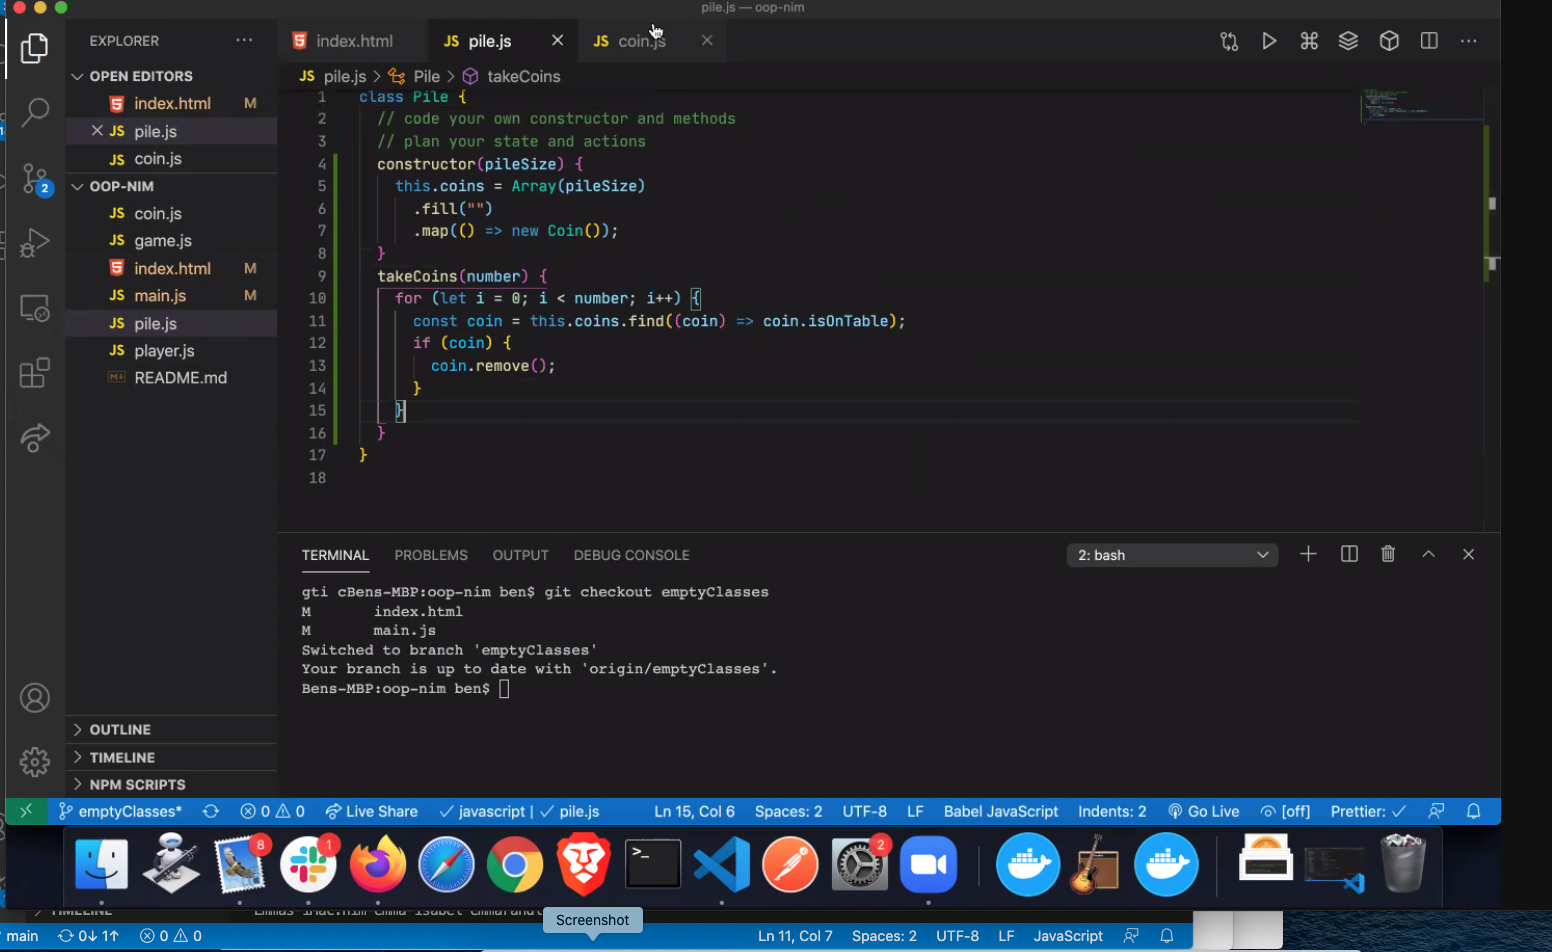 pile.js — oop-nim
EXPLORER
index.html
JS pile.js
JS coin.js
JS pile.js > Pile > takeCoins
OPEN EDITORS
index.html M
JS pile.js
JS coin.js
OOP-NIM
JS coin.js
JS game.js
index.html M
JS main.js M
JS pile.js
JS player.js
README.md
OUTLINE
TIMELINE
NPM SCRIPTS
2
1 class Pile {
2 // code your own constructor and methods
3 // plan your state and actions
4 constructor(pileSize) {
5 this.coins = Array(pileSize)
6 .fill("")
7 .map(() => new Coin());
8 }
9 takeCoins(number) {
10 for (let i = 0; i < number; i++) {
11 const coin = this.coins.find((coin) => coin.isOnTable);
12 if (coin) {
13 coin.remove();
14 }
15 }
16 }
17 }
18
TERMINAL PROBLEMS OUTPUT DEBUG CONSOLE 2: bash
gti cBens-MBP:oop-nim ben$ git checkout emptyClasses
M index.html
M main.js
Switched to branch 'emptyClasses'
Your branch is up to date with 'origin/emptyClasses'.
Bens-MBP:oop-nim ben$
emptyClasses* 0 0 Live Share javascript | pile.js Ln 15, Col 6 Spaces: 2 UTF-8 LF Babel JavaScript Indents: 2 Go Live [off] Prettier:
8 1 >_ 2
Screenshot
main 0↓ 1↑ 0 0 Ln 11, Col 7 Spaces: 2 UTF-8 LF JavaScript